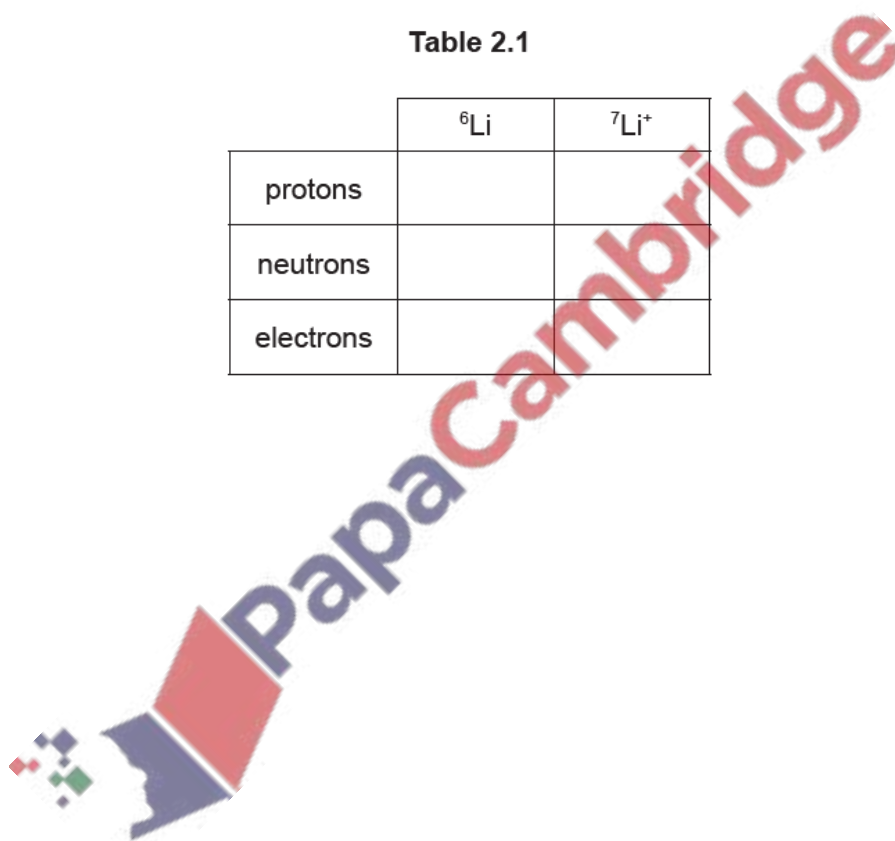 Table 2.1
⁶Li ⁷Li⁺
protons
neutrons
electrons
PapaCambridge